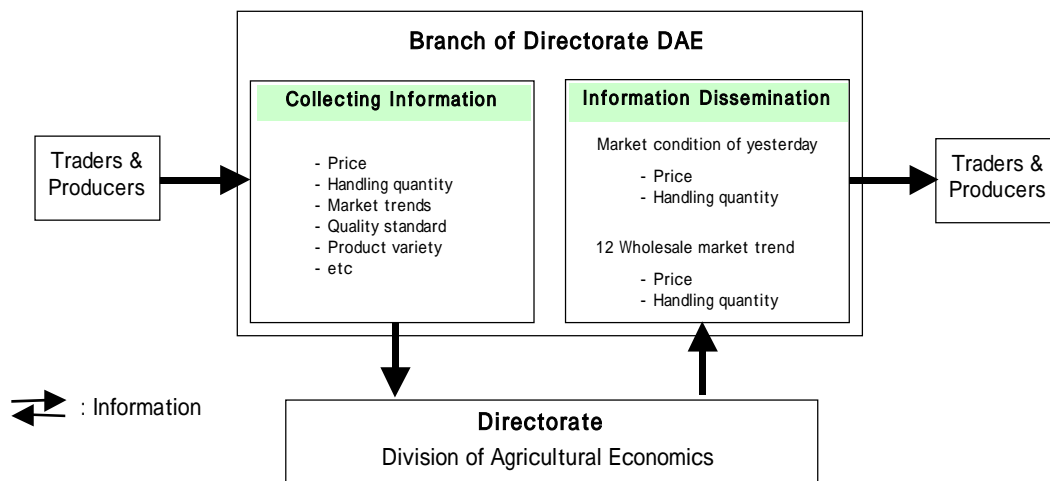 Branch of Directorate DAE
Traders &
Producers
Collecting Information
- Price
- Handling quantity
- Market trends
- Quality standard
- Product variety
- etc
Information Dissemination
Market condition of yesterday
- Price
- Handling quantity
12 Wholesale market trend
- Price
- Handling quantity
Traders &
Producers
: Information
Directorate
Division of Agricultural Economics